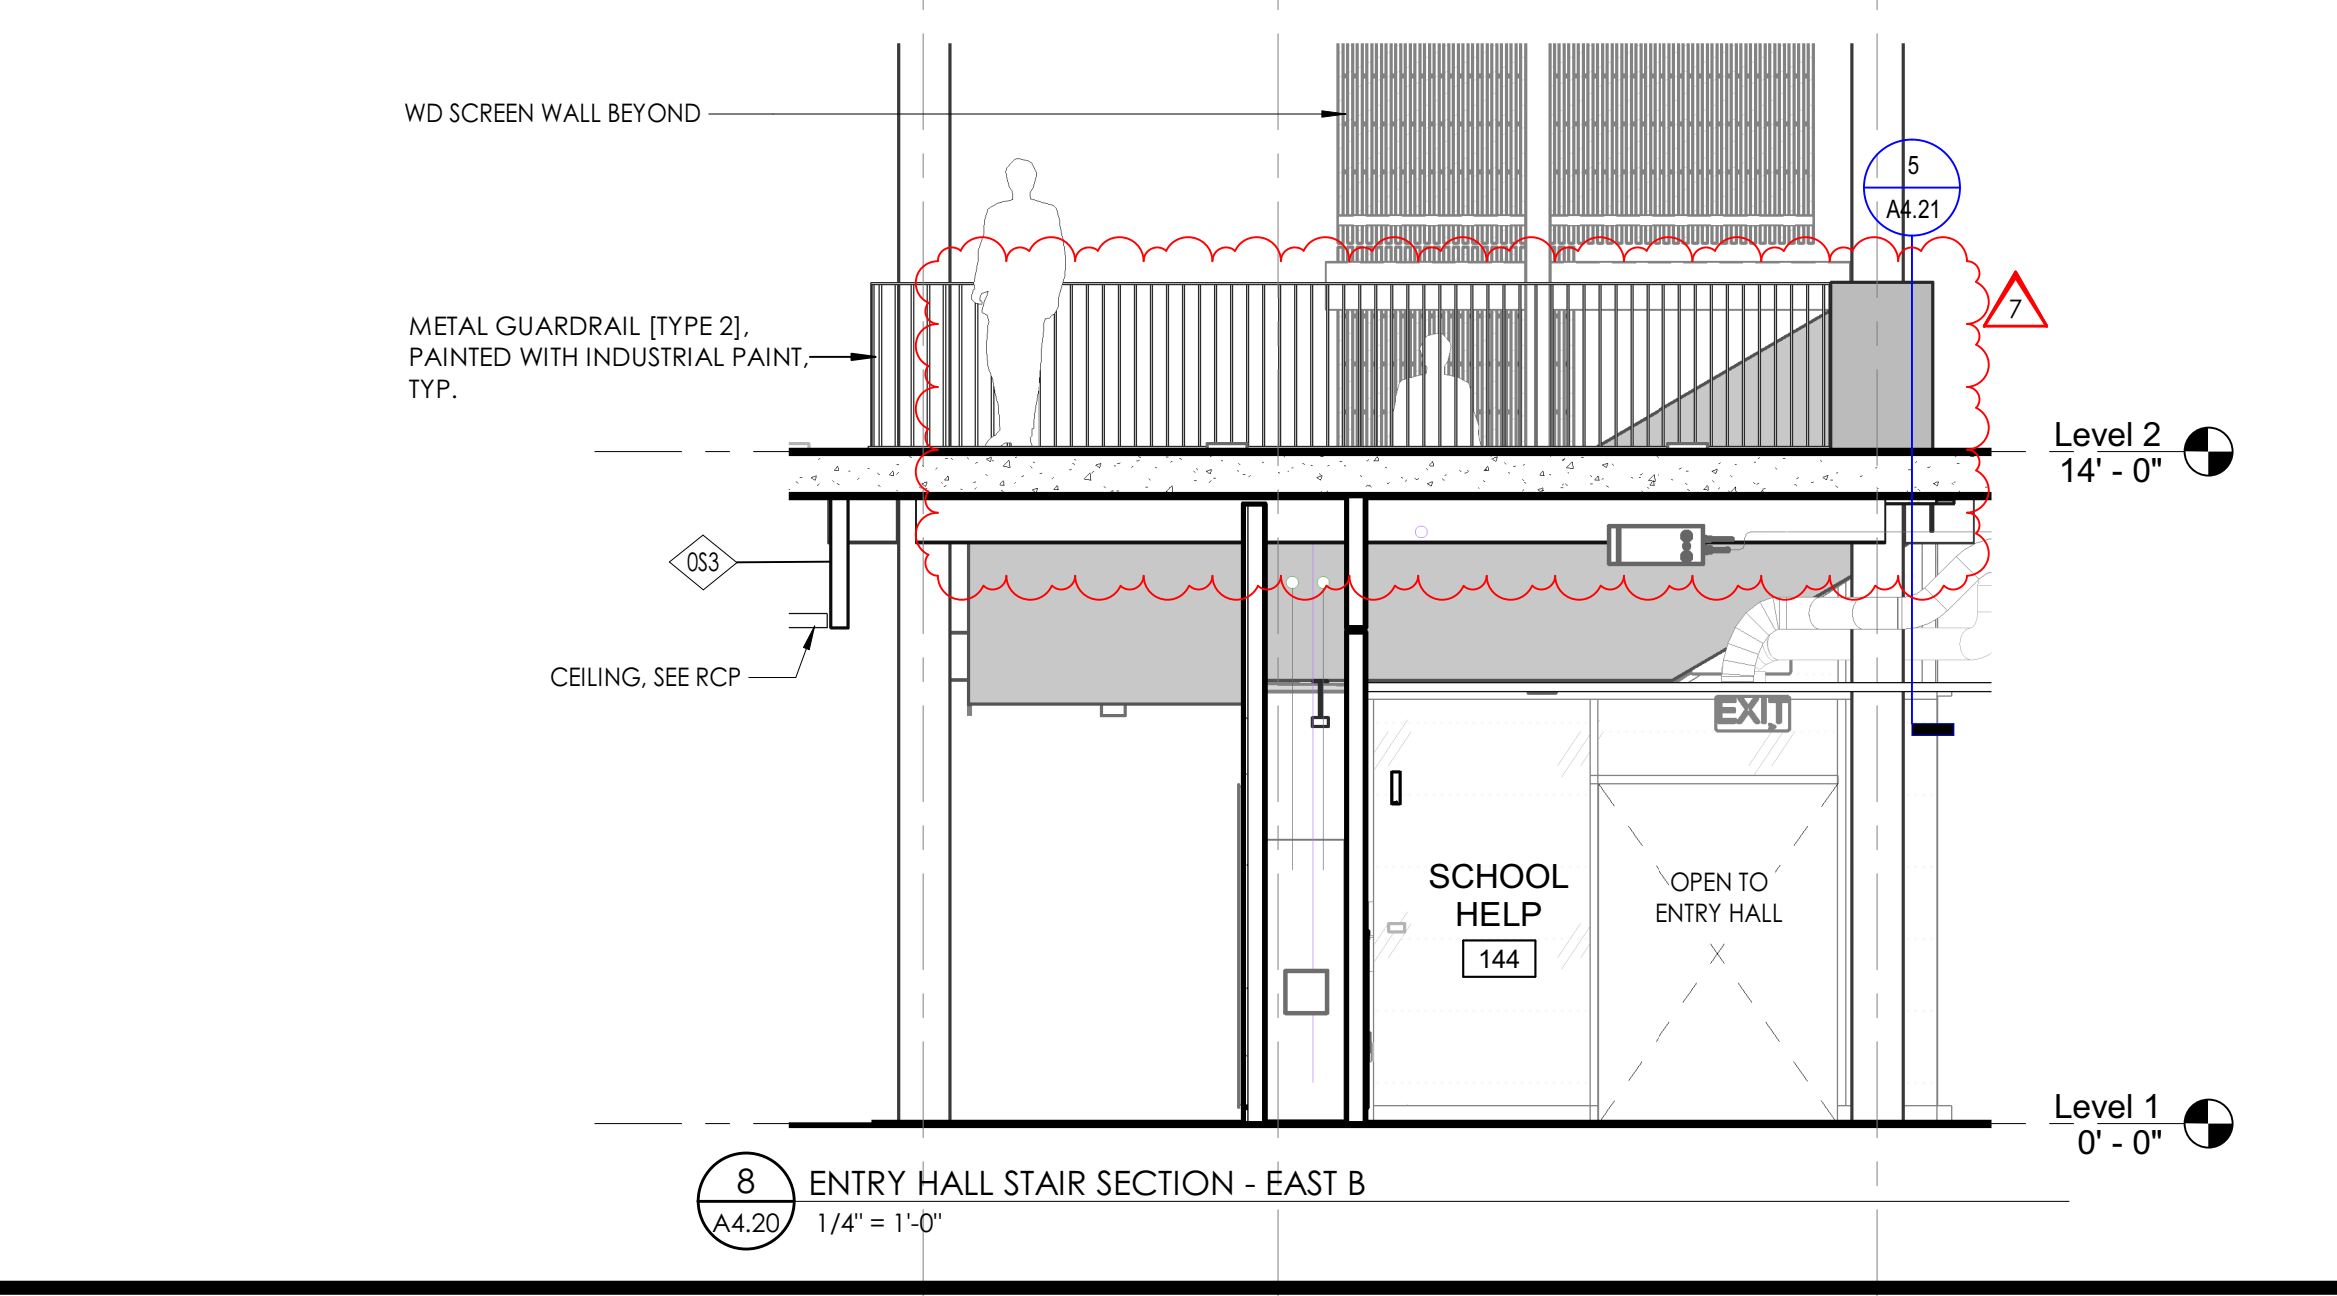 WD SCREEN WALL BEYOND
5
A4.21
7
METAL GUARDRAIL [TYPE 2],
PAINTED WITH INDUSTRIAL PAINT,
TYP.
Level 2
14' - 0"
0S3
CEILING, SEE RCP
EXIT
SCHOOL
HELP
144
OPEN TO
ENTRY HALL
Level 1
0' - 0"
8
A4.20
ENTRY HALL STAIR SECTION - EAST B
1/4" = 1'-0"